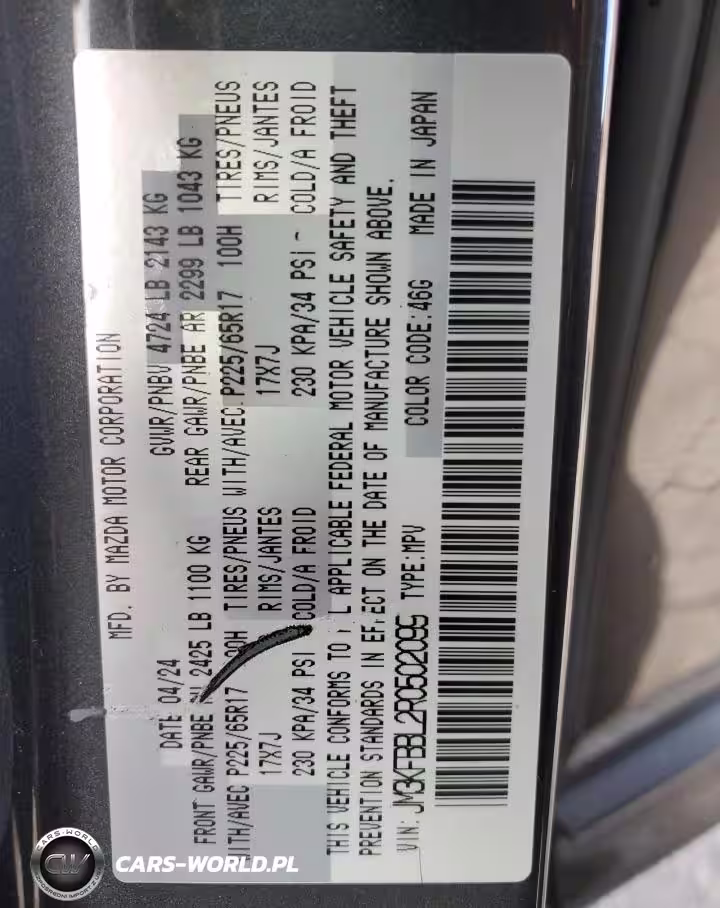 MFD. BY MAZDA MOTOR CORPORATION
DATE 04/24 GVWR/PNBV 4724 LB 2143 KG
FRONT GAWR/PNBE 2425 LB 1100 KG REAR GAWR/PNBE AR 2299 LB 1043 KG
WITH/AVEC P225/65R17 TIRES/PNEUS WITH/AVEC P225/65R17 100H TIRES/PNEUS
17X7J RIMS/JANTES 17X7J RIMS/JANTES
230 KPA/34 PSI COLD/A FROID 230 KPA/34 PSI - COLD/A FROID
THIS VEHICLE CONFORMS TO APPLICABLE FEDERAL MOTOR VEHICLE SAFETY AND THEFT
PREVENTION STANDARDS IN EFFECT ON THE DATE OF MANUFACTURE SHOWN ABOVE.
COLOR CODE:46G MADE IN JAPAN
VIN: JM3KFBBL2R0502095 TYPE:MPV
CARS-WORLD
CW
CARS-WORLD.PL